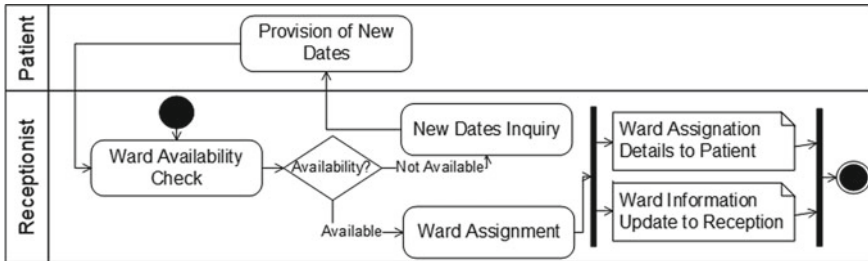 Patient
Provision of New
Dates
Receptionist
Ward Availability
Check
Availability?
Not Available
New Dates Inquiry
Available
Ward Assignment
Ward Assignation
Details to Patient
Ward Information
Update to Reception